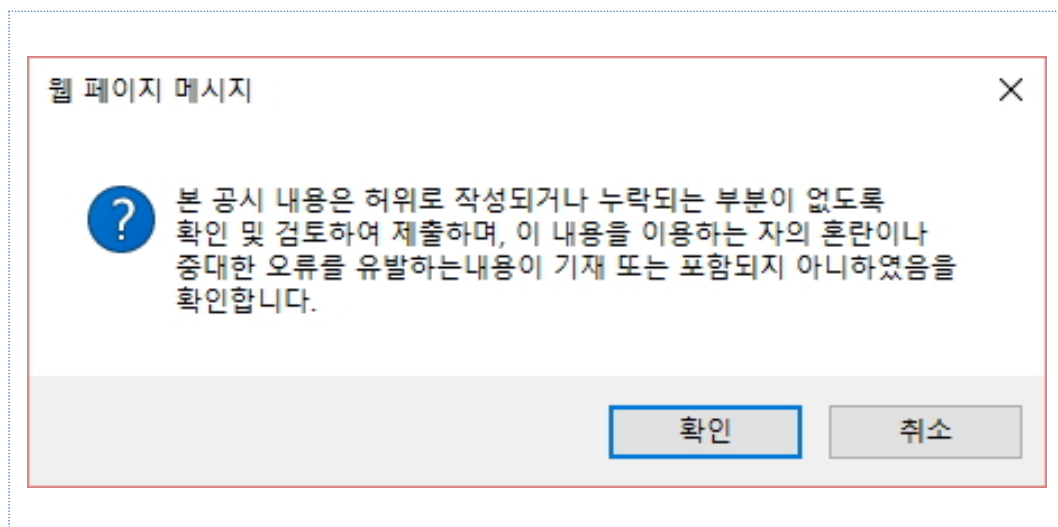 웹 페이지 메시지
본 공시 내용은 허위로 작성되거나 누락되는 부분이 없도록
확인 및 검토하여 제출하며, 이 내용을 이용하는 자의 혼란이나
중대한 오류를 유발하는내용이 기재 또는 포함되지 아니하였음을
확인합니다.
확인
취소